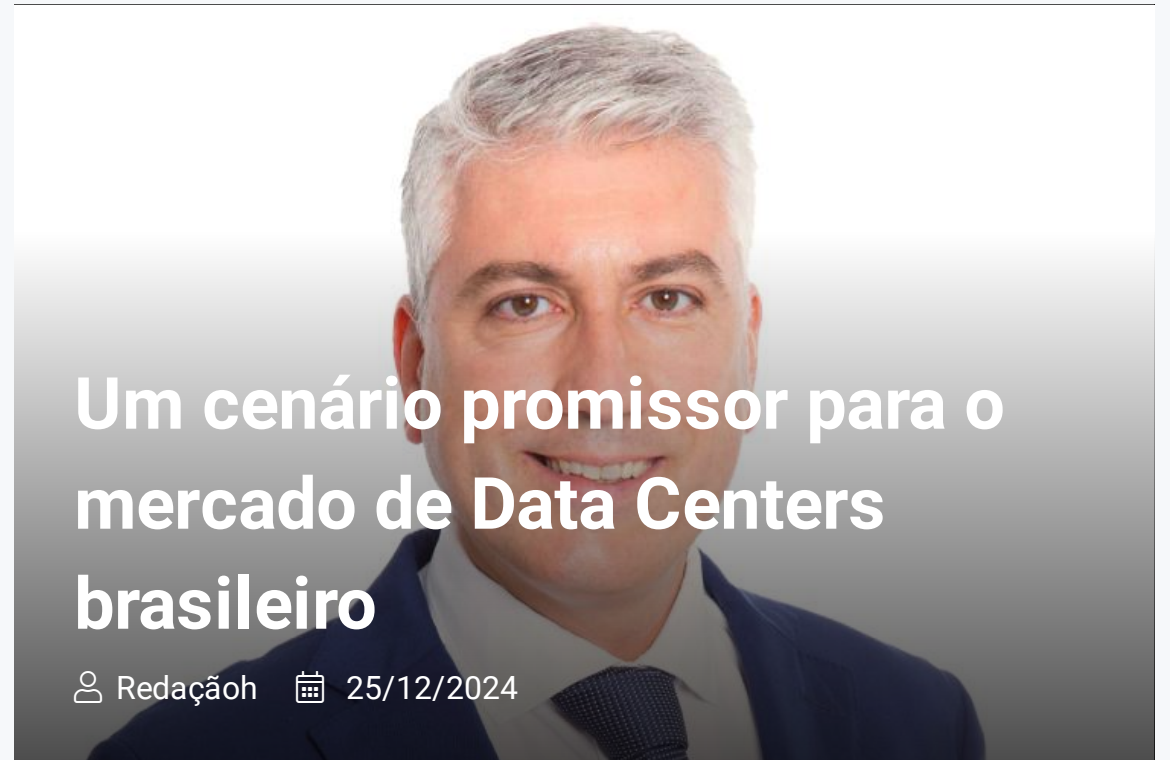 Um cenário promissor para o
mercado de Data Centers
brasileiro
Redaçãoh 25/12/2024